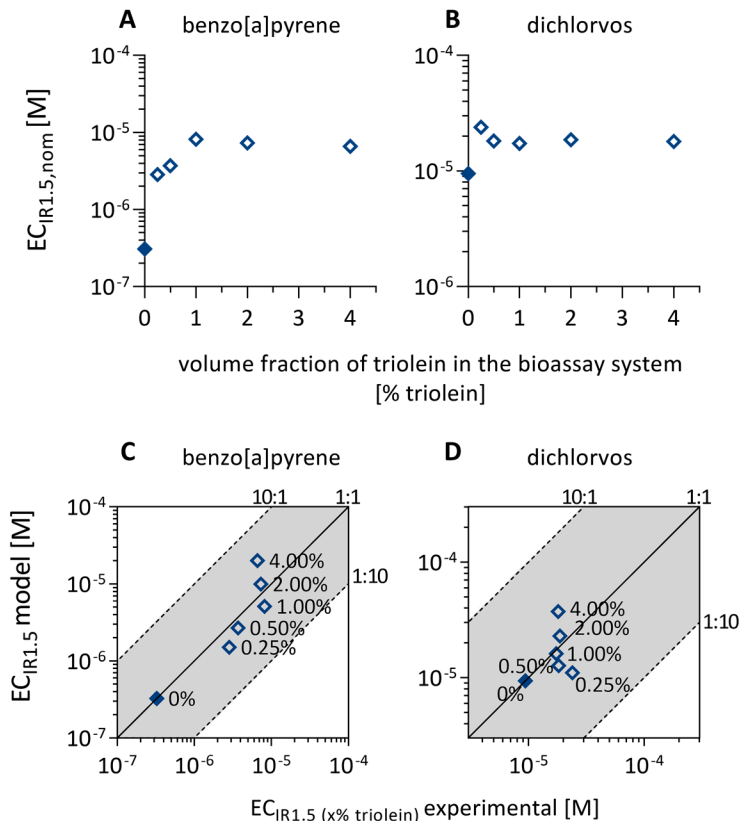 A benzo[a]pyrene B dichlorvos
10⁻⁴ 10⁻⁴
10⁻⁵
10⁻⁵
10⁻⁶
10⁻⁷ 10⁻⁶
EC_IR1.5,nom [M]
0 1 2 3 4 0 1 2 3 4
volume fraction of triolein in the bioassay system
[% triolein]
C benzo[a]pyrene D dichlorvos
10:1 1:1 10:1 1:1
10⁻⁴
10⁻⁴
4.00%
10⁻⁵ 2.00% 1:10
1.00% 4.00%
0.50% 2.00% 1:10
0.25% 1.00%
10⁻⁶ 0.50%
10⁻⁵ 0.25%
0% 0%
10⁻⁷
EC_IR1.5 model [M]
10⁻⁷ 10⁻⁶ 10⁻⁵ 10⁻⁴ 10⁻⁵ 10⁻⁴
EC_IR1.5 (x% triolein) experimental [M]